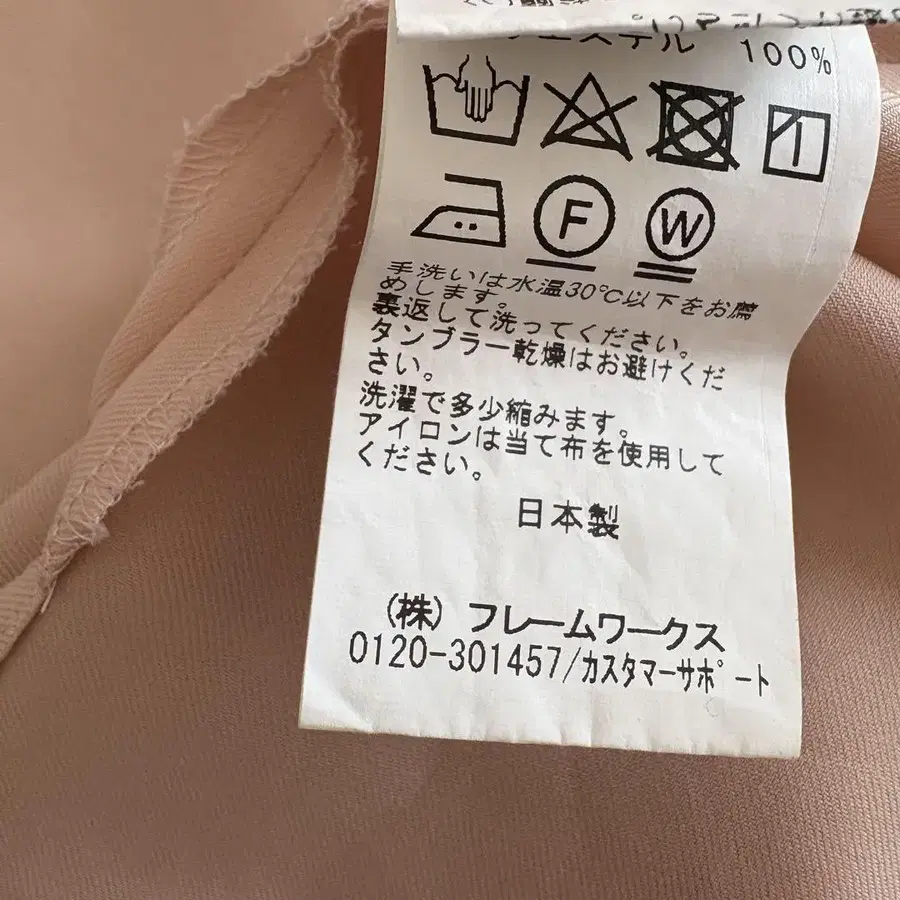 エステル 100%
F W
手洗いは水温30℃以下をお薦
めします。
裏返して洗ってください。
タンブラー乾燥はお避けくだ
さい。
洗濯で多少縮みます。
アイロンは当て布を使用して
ください。
日本製
(株) フレームワークス
0120-301457/カスタマーサポート